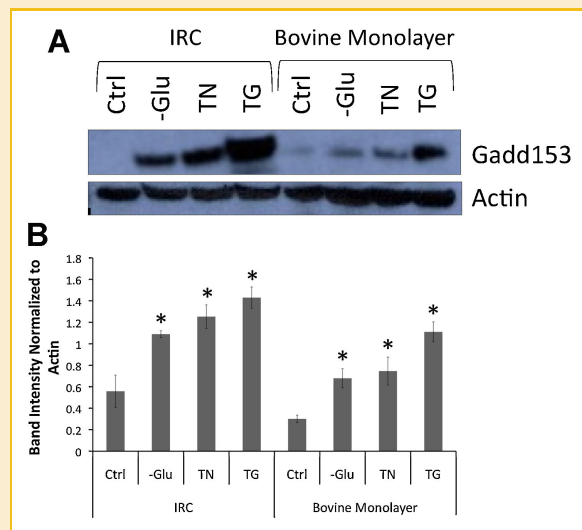 A
IRC Bovine Monolayer
Ctrl -Glu TN TG Ctrl -Glu TN TG
Gadd153
Actin
B
Band Intensity Normalized to
Actin
1.8
1.6
1.4
1.2
1
0.8
0.6
0.4
0.2
0
* * * * * *
Ctrl -Glu TN TG Ctrl -Glu TN TG
IRC Bovine Monolayer